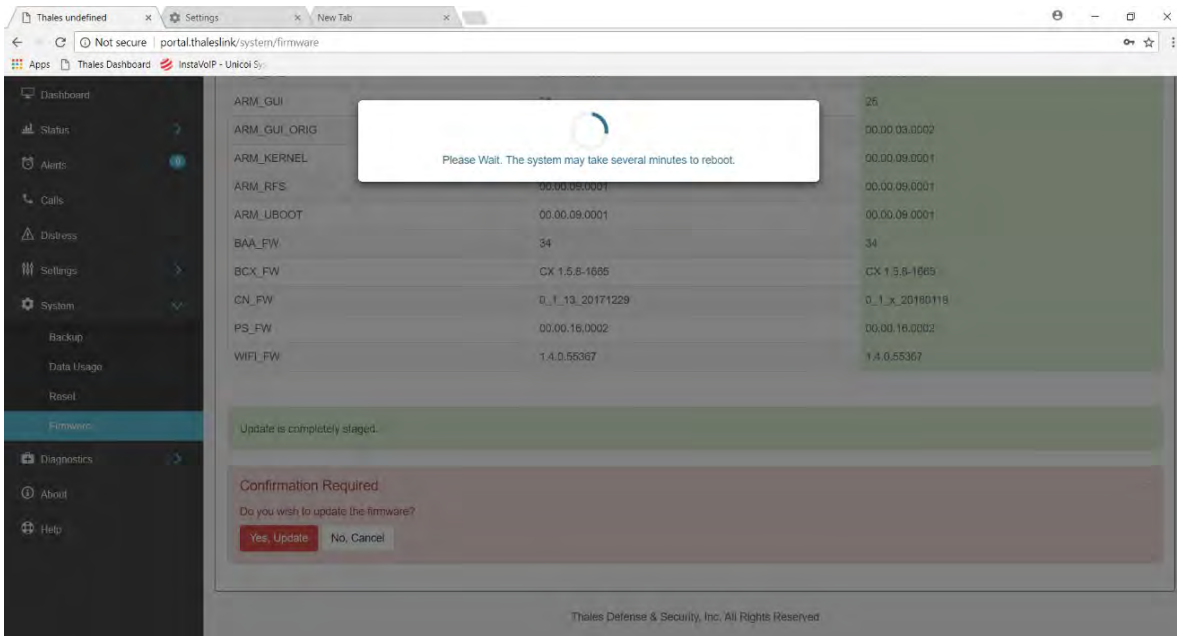 Thales undefined
Settings
New Tab
Not secure portal.thaleslink/system/firmware
Apps Thales Dashboard InstaVoIP - Unicoi Sy
Dashboard
Status
Alerts 0
Calls
Distress
Settings
System
Backup
Data Usage
Reset
Firmware
Diagnostics
About
Help
ARM_GUI 26
ARM_GUI_ORIG 00.00.03.0002
ARM_KERNEL 00.00.09.0001
ARM_RFS 00.00.09.0001 00.00.09.0001
ARM_UBOOT 00.00.09.0001 00.00.09.0001
BAA_FW 34 34
BCX_FW CX 1.5.8-1665 CX 1.5.8-1665
CN_FW 0_1_13_20171229 0_1_x_20180118
PS_FW 00.00.16.0002 00.00.16.0002
WIFI_FW 1.4.0.55367 1.4.0.55367
Please Wait. The system may take several minutes to reboot.
Update is completely staged.
Confirmation Required
Do you wish to update the firmware?
Yes, Update No, Cancel
Thales Defense & Security, Inc. All Rights Reserved